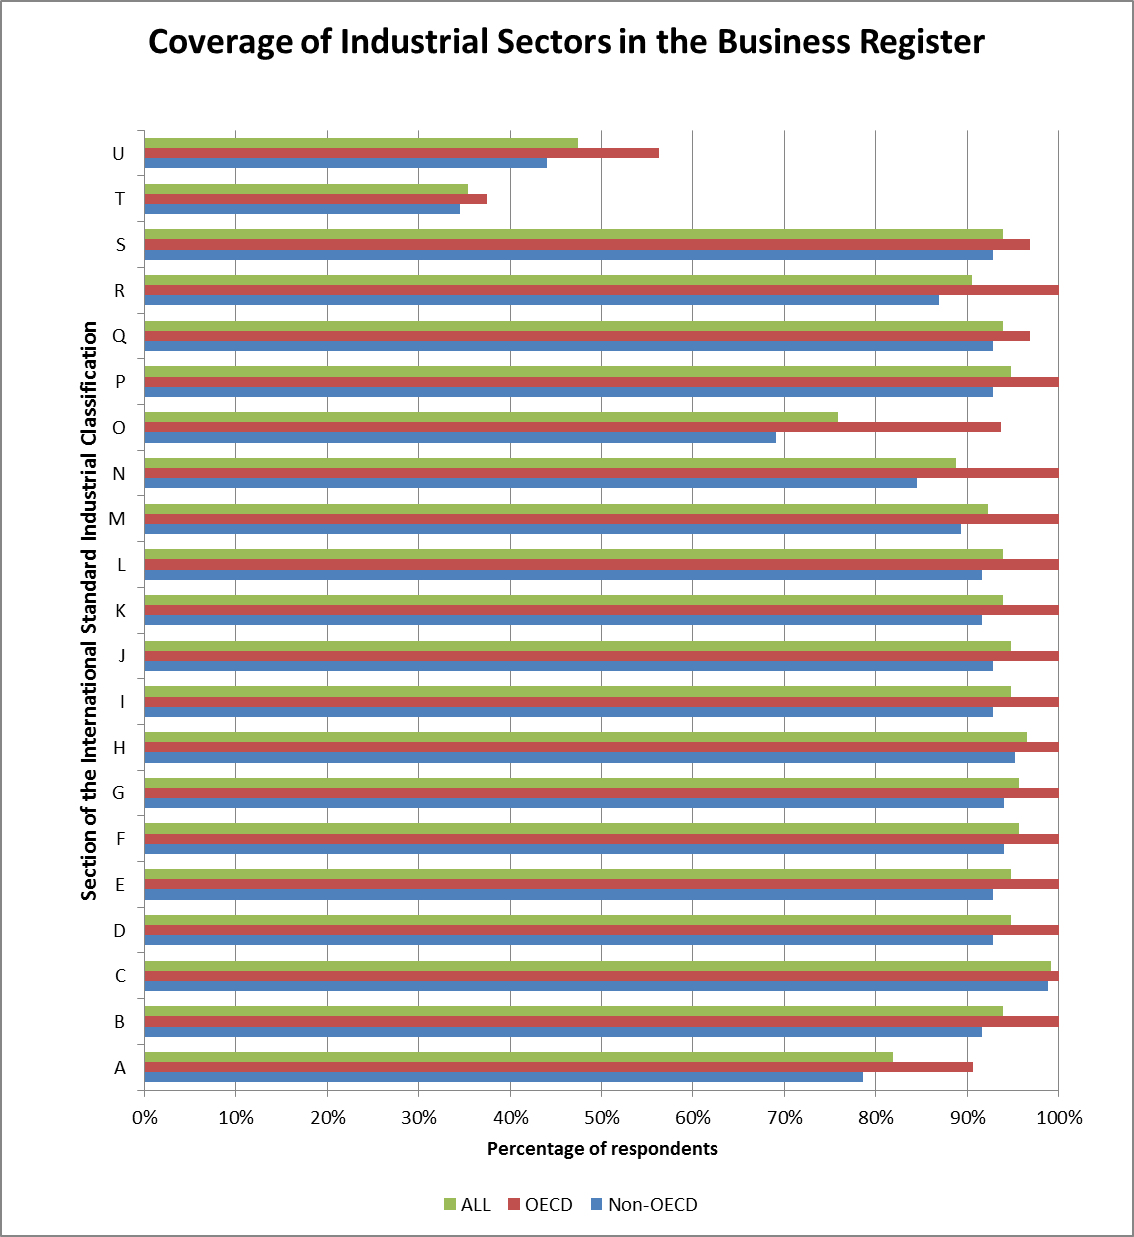 Coverage of Industrial Sectors in the Business Register
Section of the International Standard Industrial Classification
U
T
S
R
Q
P
O
N
M
L
K
J
I
H
G
F
E
D
C
B
A
0% 10% 20% 30% 40% 50% 60% 70% 80% 90% 100%
Percentage of respondents
ALL OECD Non-OECD